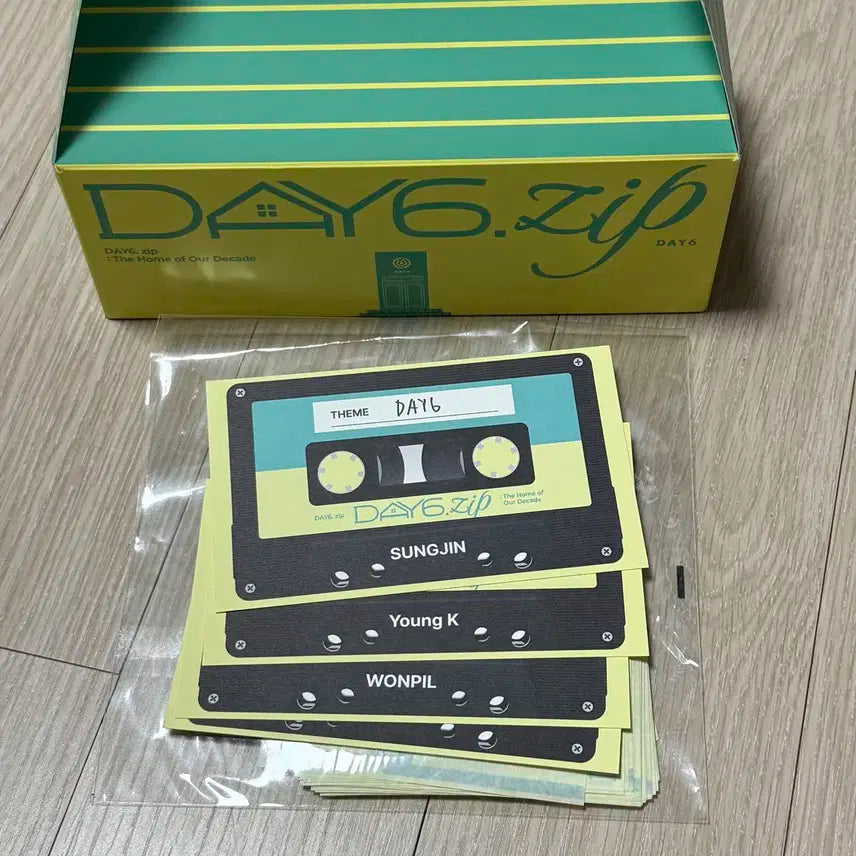 DAY6.zip
DAY6
DAY6. zip
: The Home of Our Decade
THEME DAY6
DAY6. zip DAY6.zip : The Home of
Our Decade
SUNGJIN
Young K
WONPIL